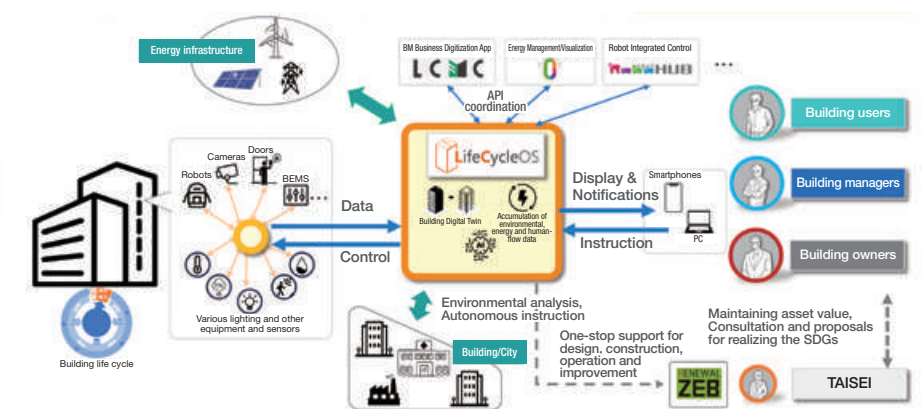 Energy infrastructure
BM Business Digitization App
LCMC
Energy Management/Visualization
Robot Integrated Control
HUB
...
API
coordination
LifeCycleOS
Building Digital Twin
Accumulation of
environmental,
energy and human-
flow data
AI
Robots
Cameras
Doors
BEMS
...
Various lighting and other
equipment and sensors
Building life cycle
Data
Control
Display &
Notifications
Instruction
Smartphones
PC
Building users
Building managers
Building owners
Environmental analysis,
Autonomous instruction
Building/City
One-stop support for
design, construction,
operation and
improvement
Maintaining asset value,
Consultation and proposals
for realizing the SDGs
RENEWAL
ZEB
TAISEI